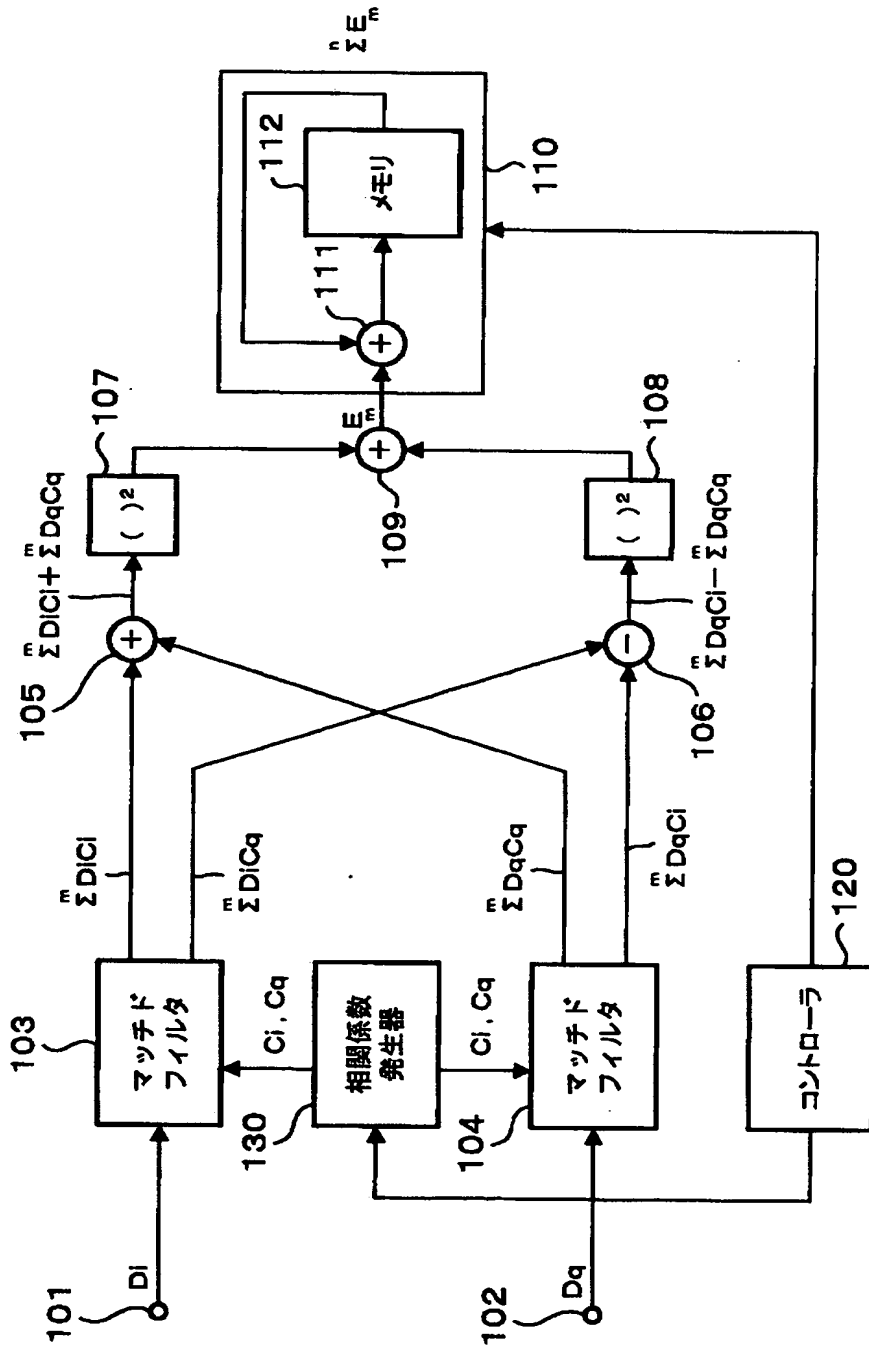 101
Di
103
マッチド
フィルタ
m
ΣDiCi
m
ΣDiCq
105
+
m m
ΣDiCi+ΣDqCq
107
( )²
Ci, Cq
130
相関係数
発生器
Ci, Cq
102
Dq
104
マッチド
フィルタ
m
ΣDqCq
m
ΣDqCi
106
−
m m
ΣDqCi−ΣDqCq
108
( )²
109
+
Em
111
+
112
メモリ
110
n
ΣEm
120
コントローラ